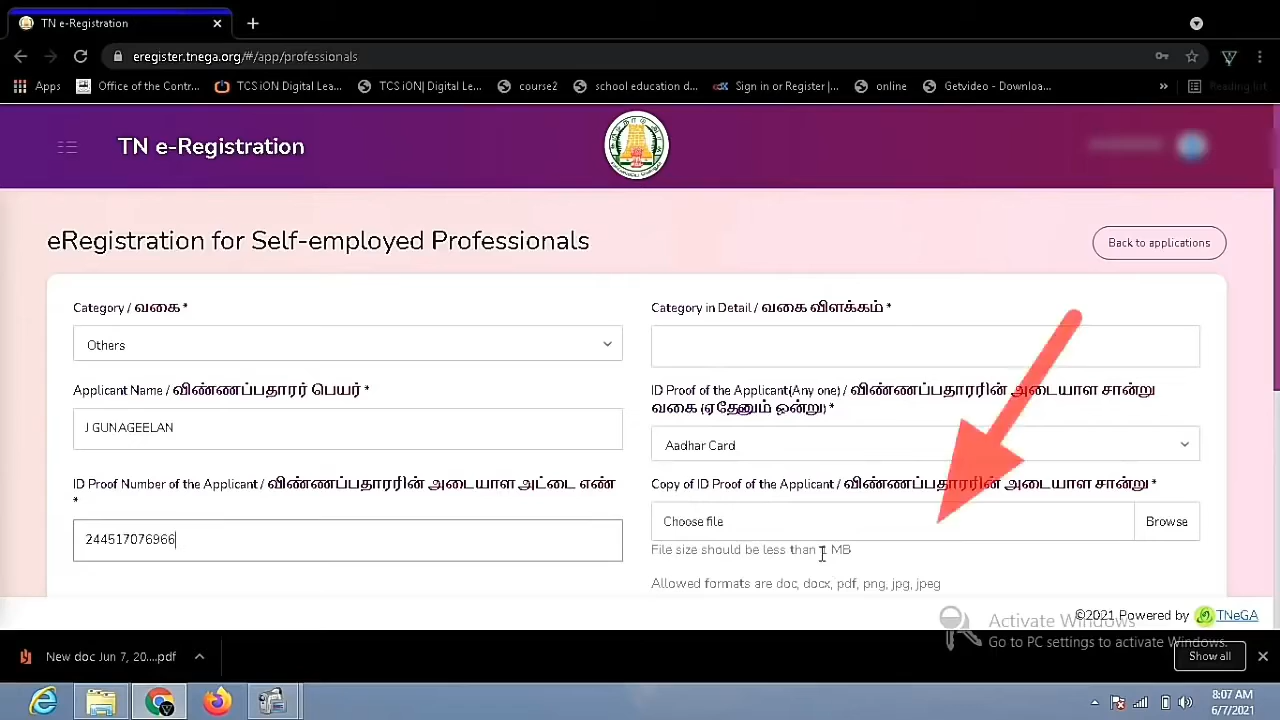 TN e-Registration
eregister.tnega.org/#/app/professionals
Apps Office of the Contr... TCS iON Digital Lea... TCS iON| Digital Le... course2 school education d... Sign in or Register |... online Getvideo - Downloa... » Reading list
TN e-Registration
eRegistration for Self-employed Professionals
Back to applications
Category / வகை *
Category in Detail / வகை விளக்கம் *
Others
Applicant Name / விண்ணப்பதாரர் பெயர் *
ID Proof of the Applicant(Any one) / விண்ணப்பதாரரின் அடையாள சான்று
வகை (ஏதேனும் ஒன்று) *
J GUNAGEELAN
Aadhar Card
ID Proof Number of the Applicant / விண்ணப்பதாரரின் அடையாள அட்டை எண்
*
Copy of ID Proof of the Applicant / விண்ணப்பதாரரின் அடையாள சான்று *
244517076966
Choose file
Browse
File size should be less than 1 MB
Allowed formats are doc, docx, pdf, png, jpg, jpeg
©2021 Powered by TNeGA
Activate Windows
Go to PC settings to activate Windows.
New doc Jun 7, 20....pdf
Show all
8:07 AM
6/7/2021